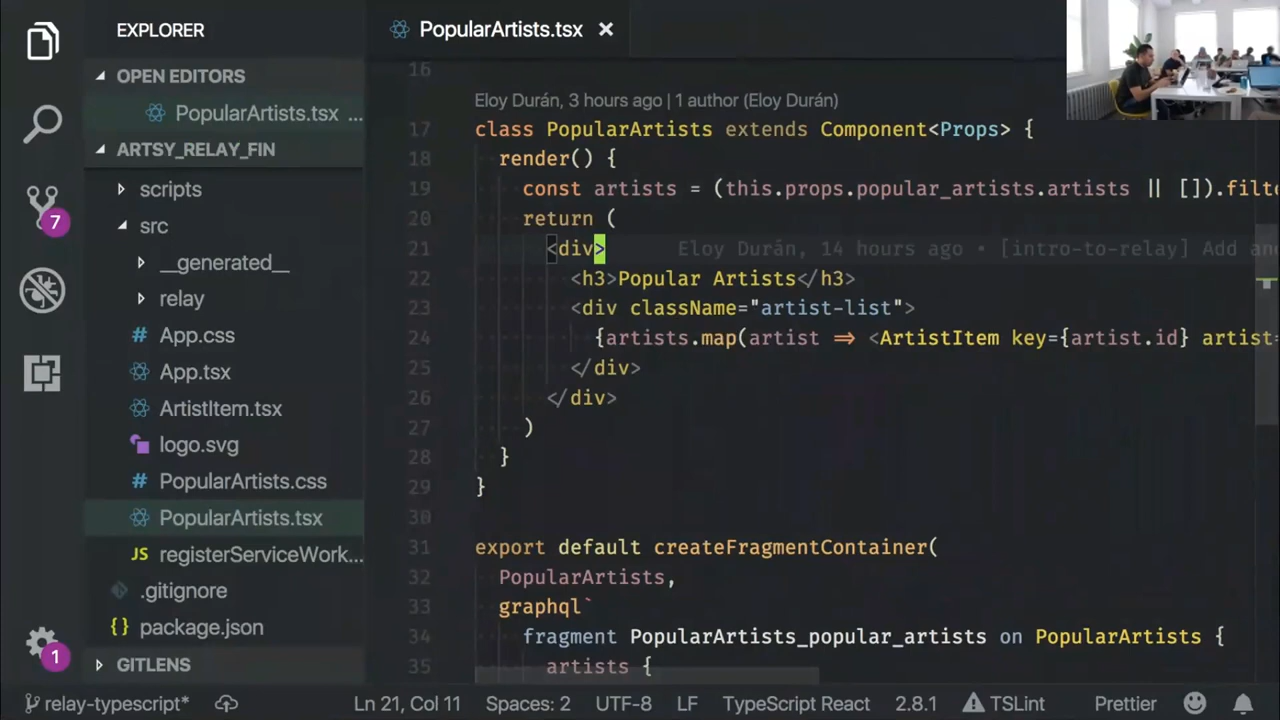 EXPLORER
OPEN EDITORS
PopularArtists.tsx ...
ARTSY_RELAY_FIN
scripts
src
__generated__
relay
App.css
App.tsx
ArtistItem.tsx
logo.svg
PopularArtists.css
PopularArtists.tsx
JS registerServiceWork...
.gitignore
{} package.json
GITLENS
7
1
PopularArtists.tsx ×
16
Eloy Durán, 3 hours ago | 1 author (Eloy Durán)
17 class PopularArtists extends Component<Props> {
18 render() {
19 const artists = (this.props.popular_artists.artists || []).filt
20 return (
21 <div> Eloy Durán, 14 hours ago • [intro-to-relay] Add an
22 <h3>Popular Artists</h3>
23 <div className="artist-list">
24 {artists.map(artist => <ArtistItem key={artist.id} artist=
25 </div>
26 </div>
27 )
28 }
29 }
30
31 export default createFragmentContainer(
32 PopularArtists,
33 graphql`
34 fragment PopularArtists_popular_artists on PopularArtists {
35 artists {
relay-typescript* Ln 21, Col 11 Spaces: 2 UTF-8 LF TypeScript React 2.8.1 TSLint Prettier